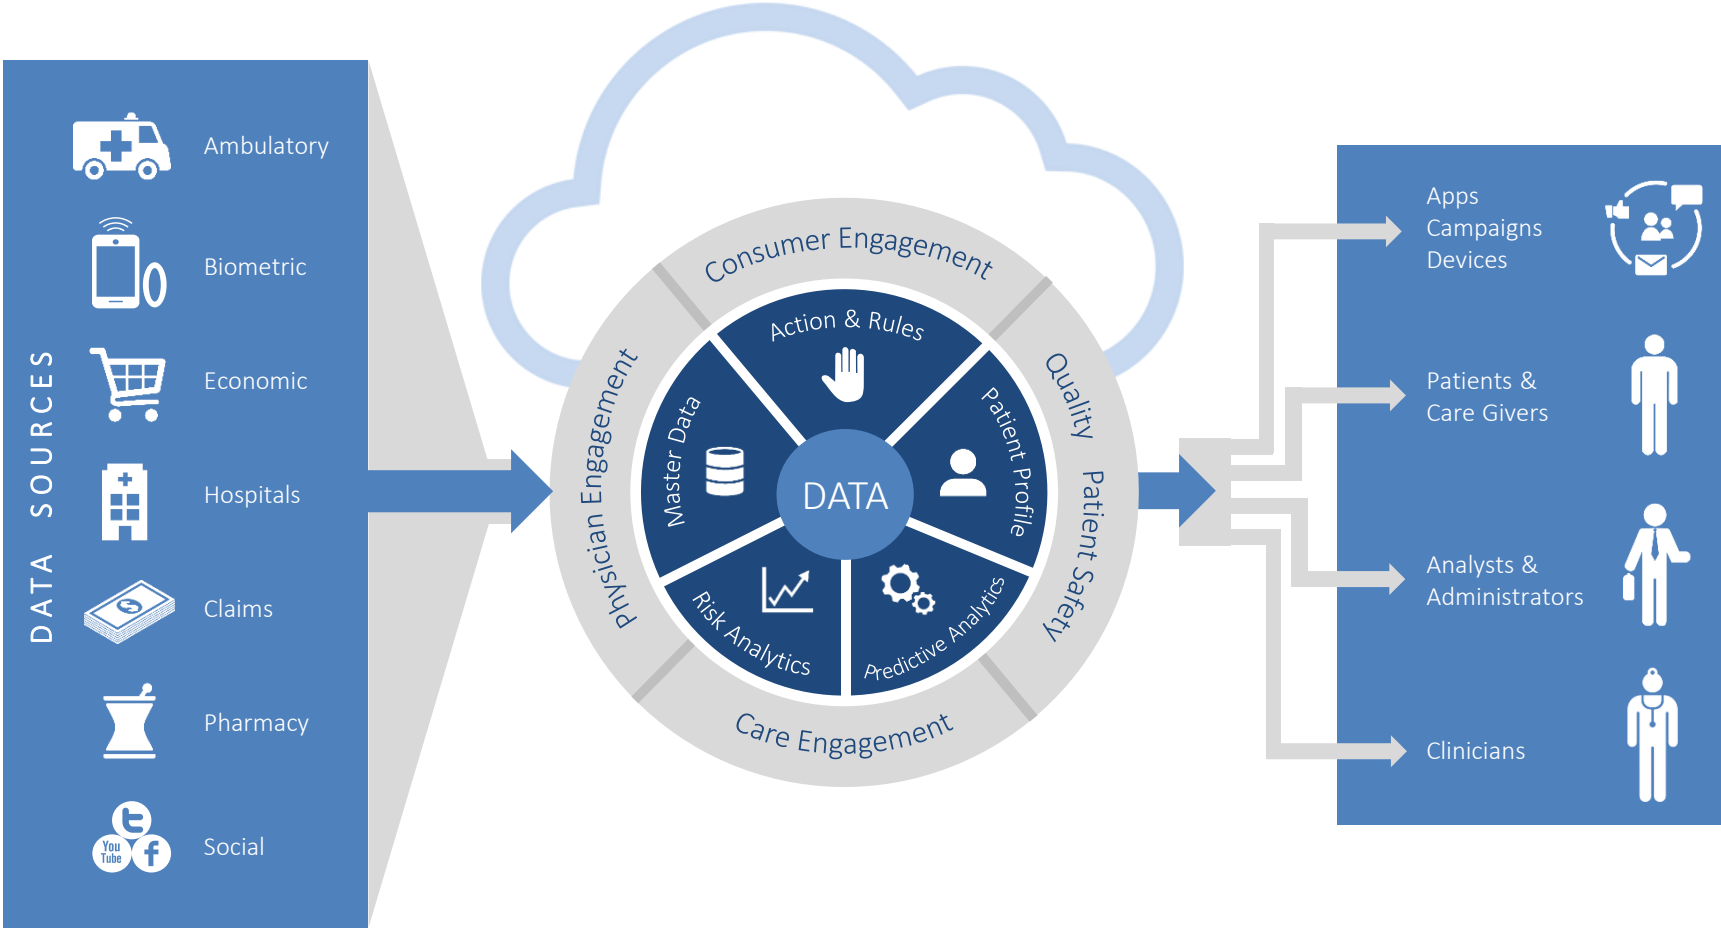 DATA SOURCES
Ambulatory
Biometric
Economic
Hospitals
Claims
Pharmacy
You
Tube
Social
Consumer Engagement
Physician Engagement
Quality Patient Safety
Care Engagement
Action & Rules
Master Data
Patient Profile
Risk Analytics
Predictive Analytics
DATA
Apps
Campaigns
Devices
Patients &
Care Givers
Analysts &
Administrators
Clinicians